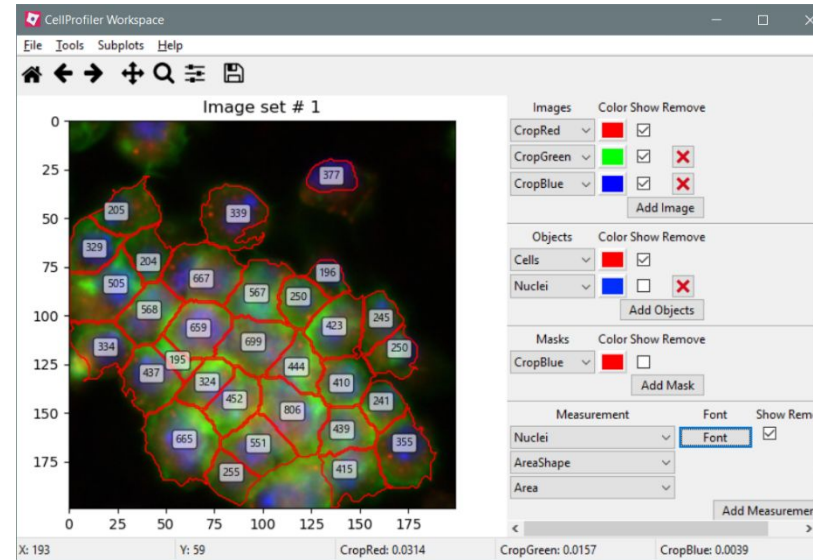 CellProfiler Workspace
File Tools Subplots Help
Image set # 1
0
25
50
75
100
125
150
175
0 25 50 75 100 125 150 175
377
205
339
329
204
196
505
667
567
250
568
659
423
245
334
195
699
250
437
324
444
410
452
806
241
665
551
439
355
255
415
Images Color Show Remove
CropRed
CropGreen
CropBlue
Add Image
Objects Color Show Remove
Cells
Nuclei
Add Objects
Masks Color Show Remove
CropBlue
Add Mask
Measurement Font Show Rem
Nuclei Font
AreaShape
Area
Add Measuremen
X: 193 Y: 59 CropRed: 0.0314 CropGreen: 0.0157 CropBlue: 0.0039